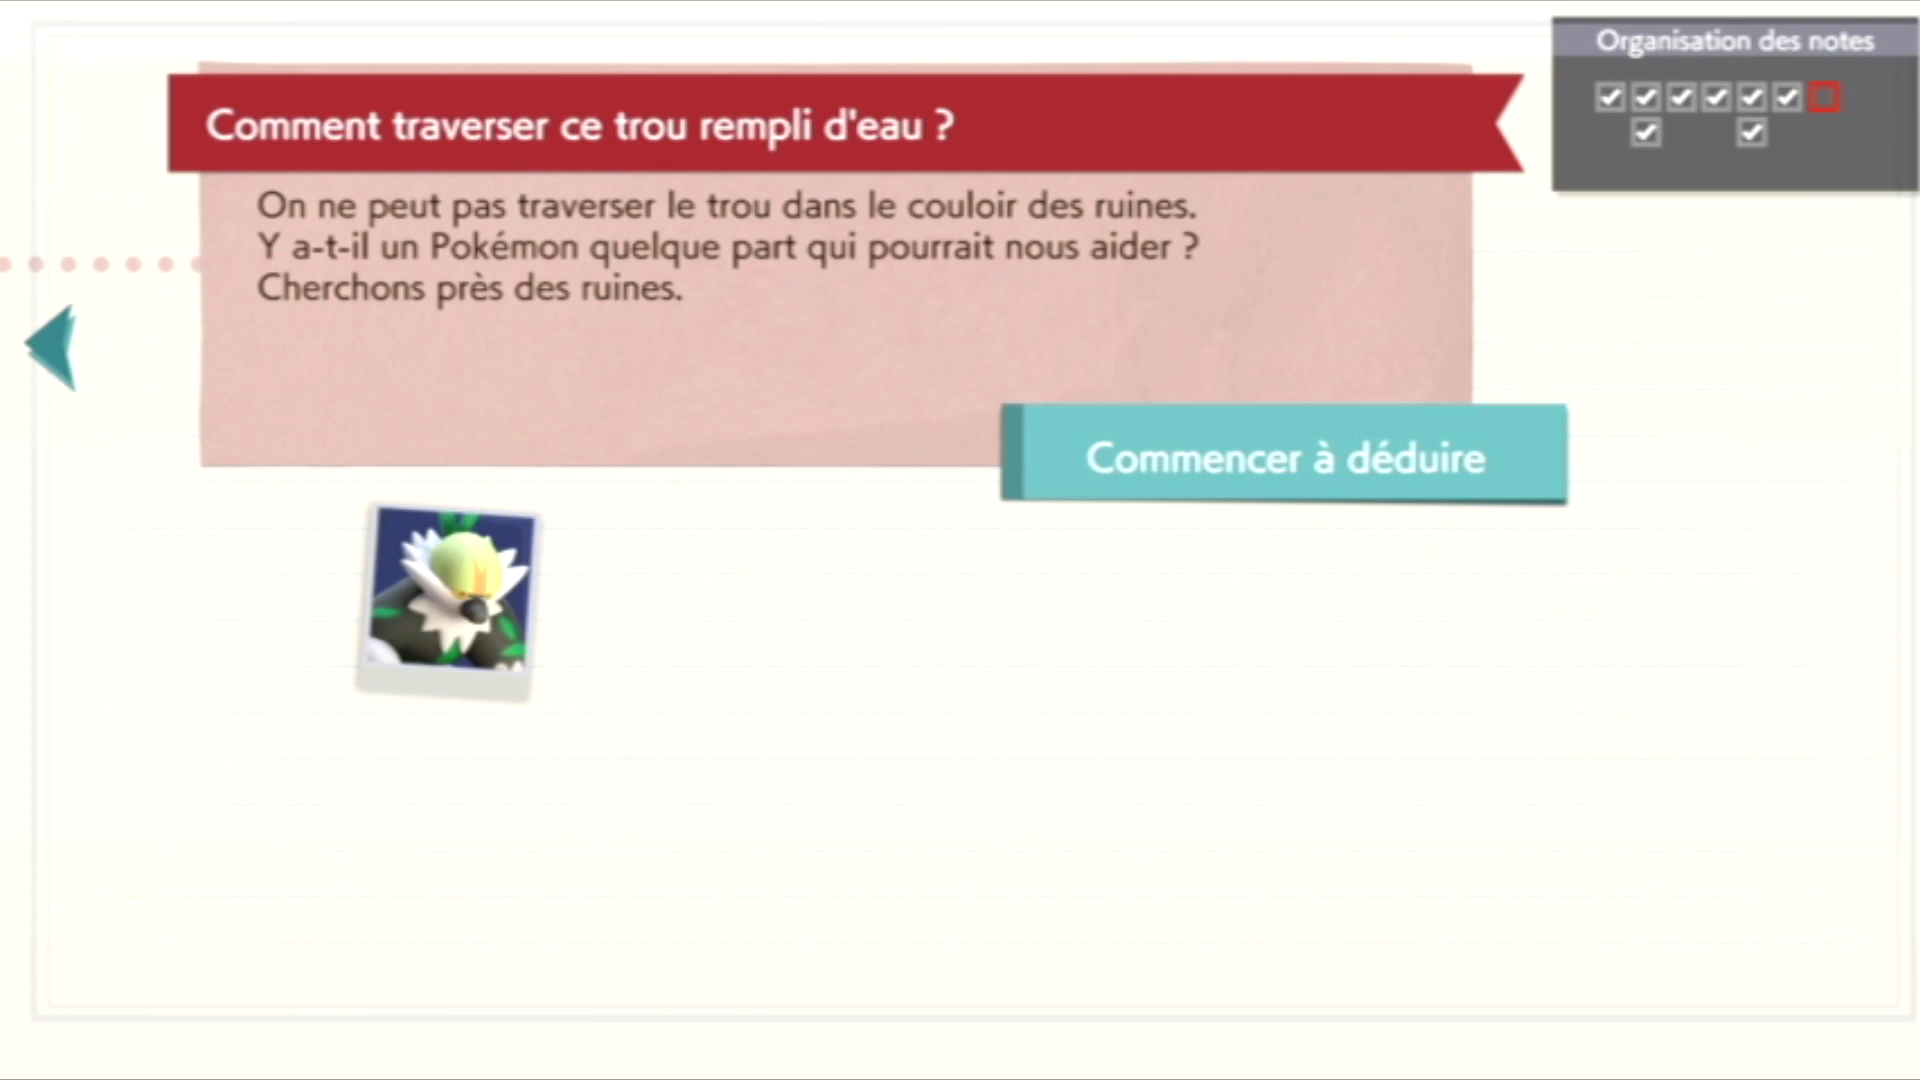 Organisation des notes
Comment traverser ce trou rempli d'eau ?
On ne peut pas traverser le trou dans le couloir des ruines.
Y a-t-il un Pokémon quelque part qui pourrait nous aider ?
Cherchons près des ruines.
Commencer à déduire